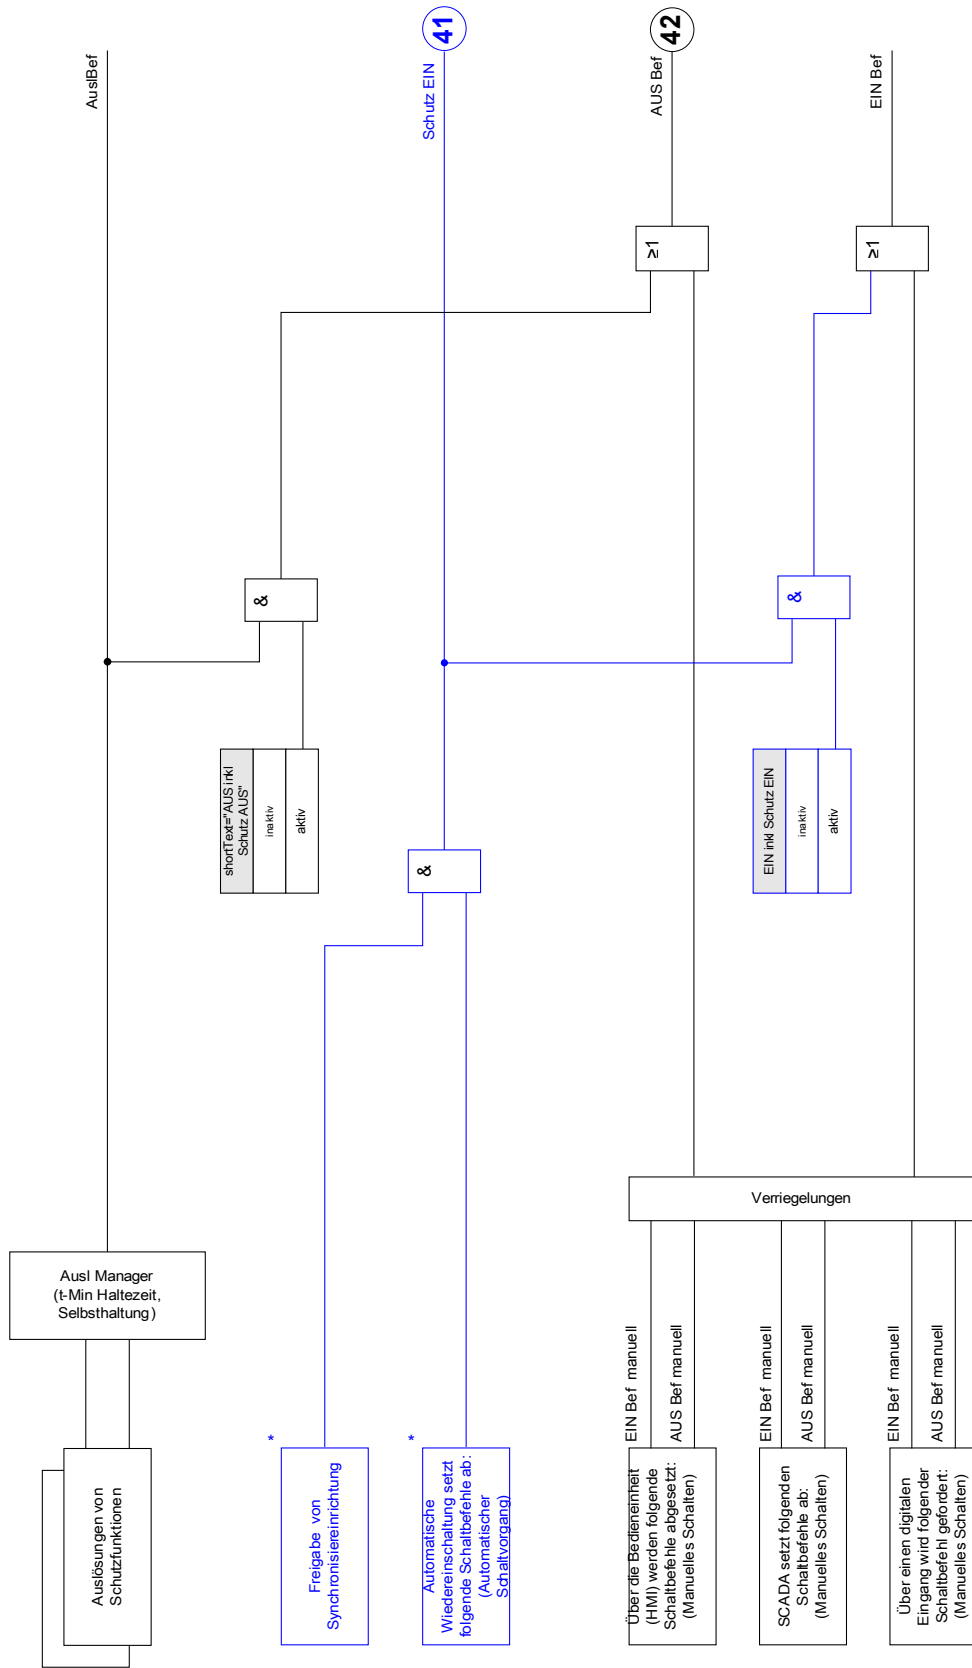 AuslBef
41
Schutz EIN
42
AUS Bef
EIN Bef
≥1
≥1
&
&
shortText="AUS inkl
Schutz AUS"
inaktiv
aktiv
EIN inkl Schutz EIN
inaktiv
aktiv
&
Verriegelungen
Ausl Manager
(t-Min Haltezeit,
Selbsthaltung)
EIN Bef manuell
AUS Bef manuell
EIN Bef manuell
AUS Bef manuell
EIN Bef manuell
AUS Bef manuell
*
*
Auslösungen von
Schutzfunktionen
Freigabe von
Synchronisiereinrichtung
Automatische
Wiedereinschaltung setzt
folgende Schaltbefehle ab:
(Automatischer
Schaltvorgang)
Über die Bedieneinheit
(HMI) werden folgende
Schaltbefehle abgesetzt:
(Manuelles Schalten)
SCADA setzt folgenden
Schaltbefehle ab:
(Manuelles Schalten)
Über einen digitalen
Eingang wird folgender
Schaltbefehl gefordert:
(Manuelles Schalten)